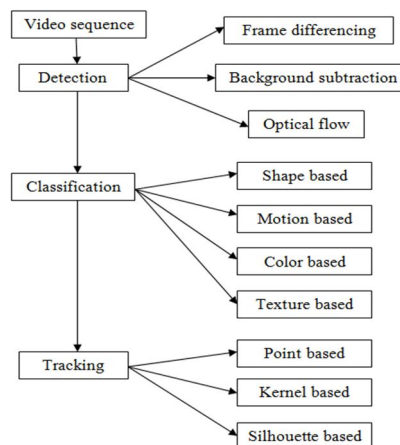 Video sequence
Frame differencing
Detection
Background subtraction
Optical flow
Classification
Shape based
Motion based
Color based
Texture based
Tracking
Point based
Kernel based
Silhouette based